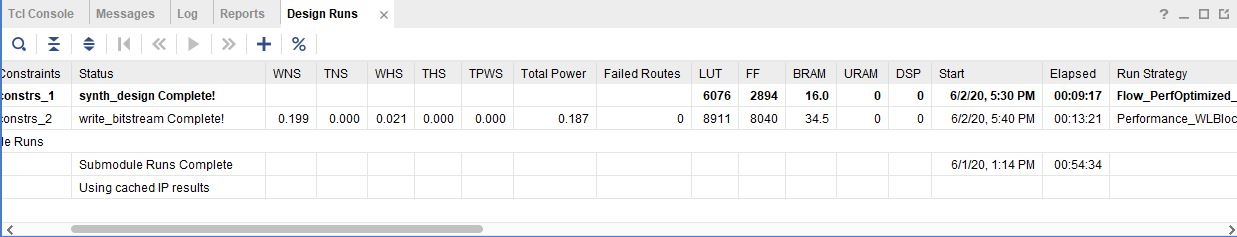 Tcl Console Messages Log Reports Design Runs
Constraints Status WNS TNS WHS THS TPWS Total Power Failed Routes LUT FF BRAM URAM DSP Start Elapsed Run Strategy
constrs_1 synth_design Complete! 6076 2894 16.0 0 0 6/2/20, 5:30 PM 00:09:17 Flow_PerfOptimized_
constrs_2 write_bitstream Complete! 0.199 0.000 0.021 0.000 0.000 0.187 0 8911 8040 34.5 0 0 6/2/20, 5:40 PM 00:13:21 Performance_WLBloc
le Runs
Submodule Runs Complete 6/1/20, 1:14 PM 00:54:34
Using cached IP results